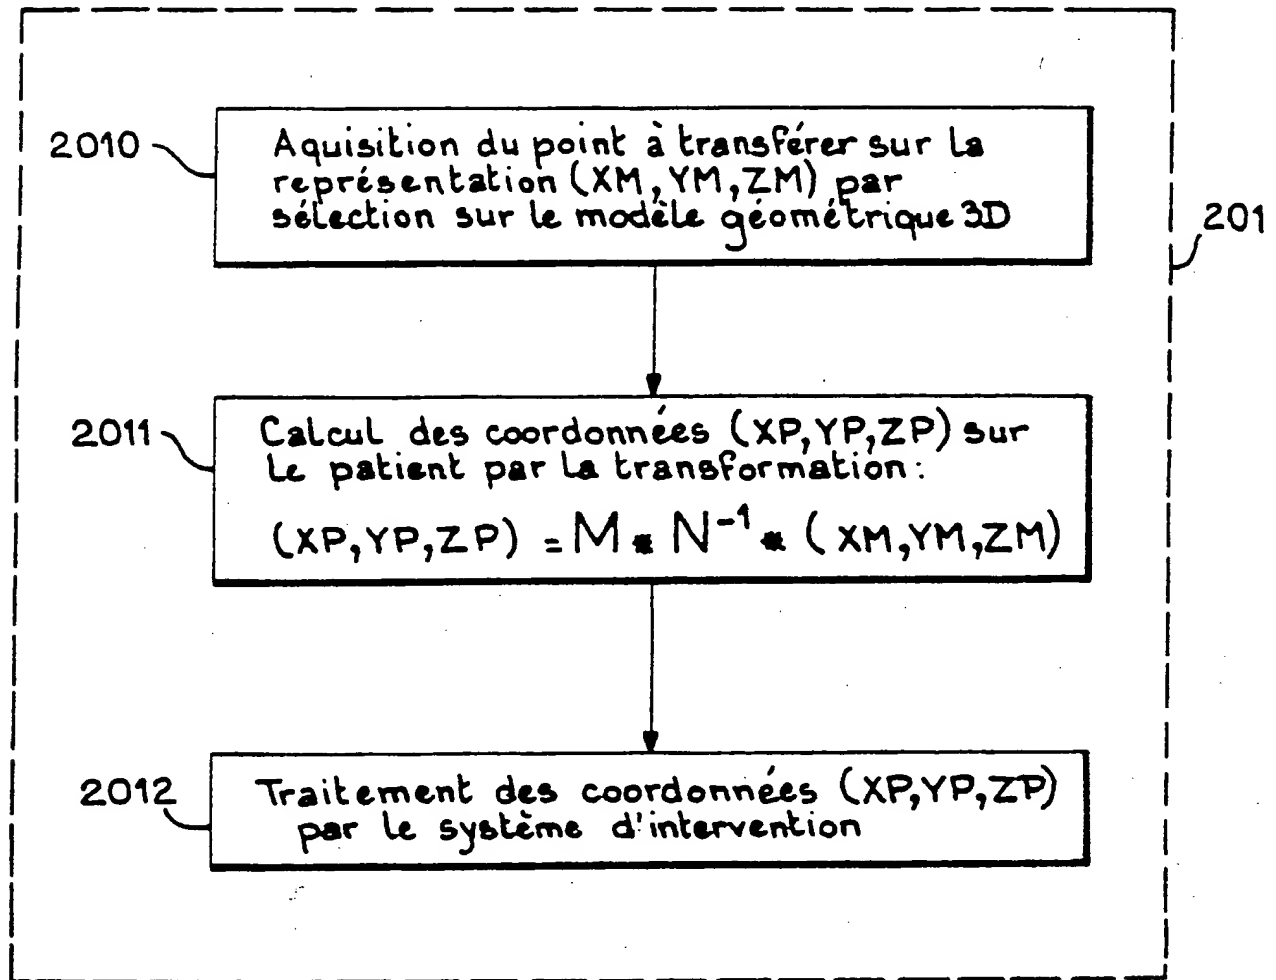 2010
Aquisition du point à transférer sur la
représentation (XM,YM,ZM) par
sélection sur le modèle géométrique 3D
201
2011
Calcul des coordonnées (XP,YP,ZP) sur
le patient par la transformation :
(XP,YP,ZP) = M * N⁻¹ * (XM,YM,ZM)
2012
Traitement des coordonnées (XP,YP,ZP)
par le système d'intervention